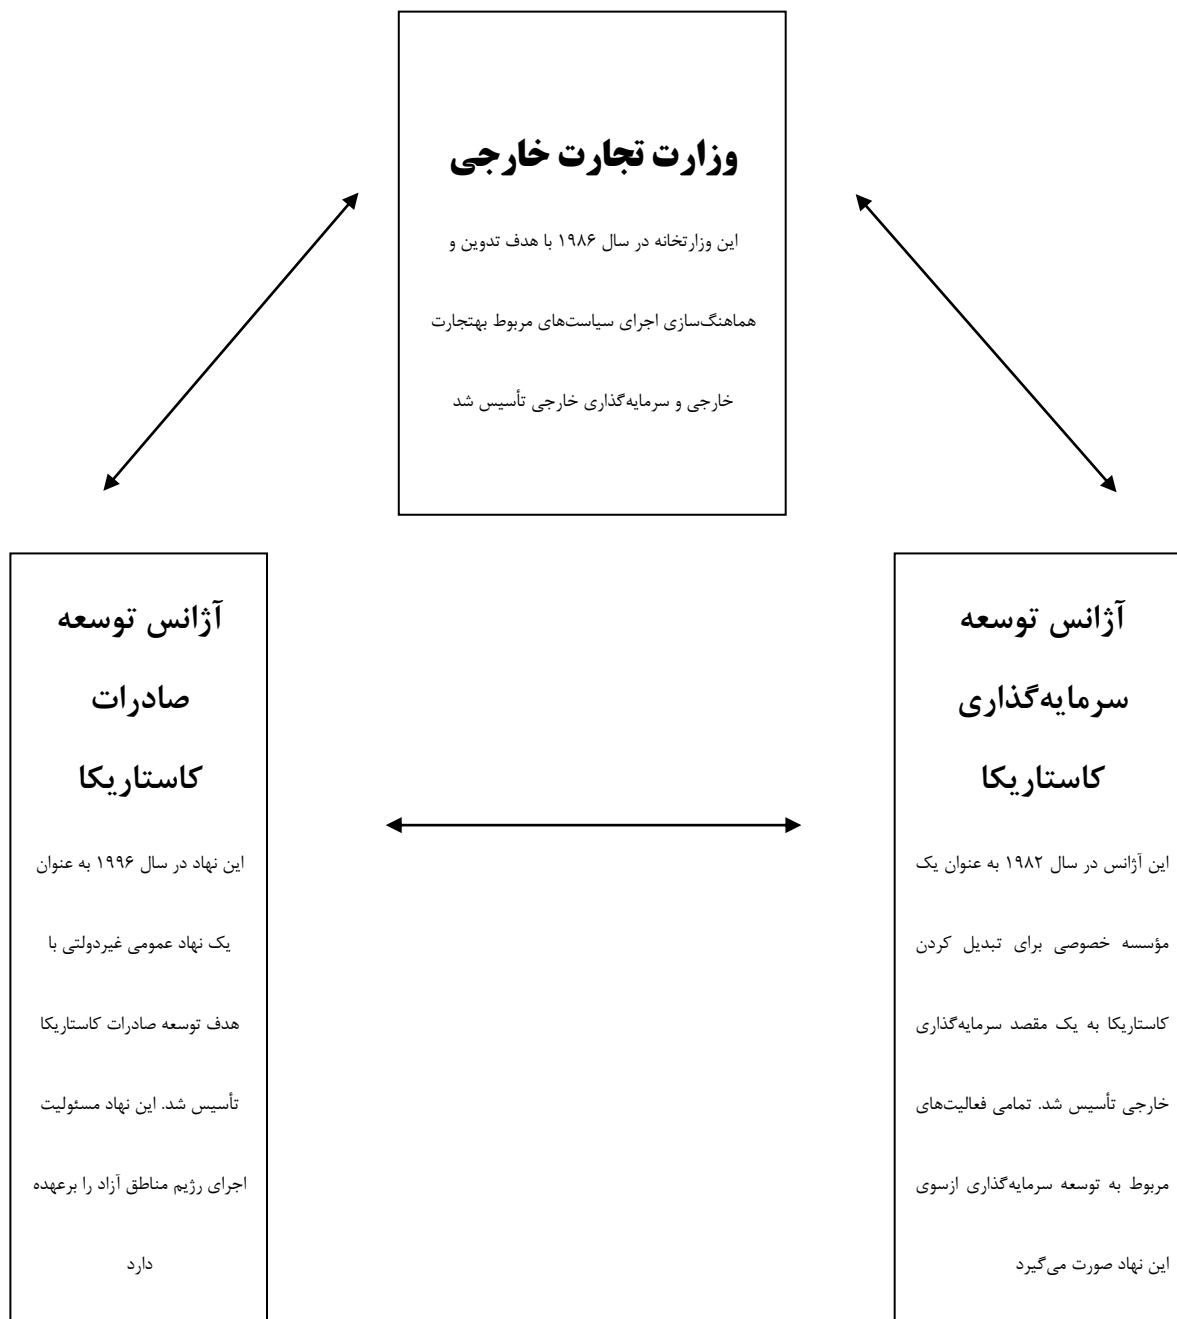 وزارت تجارت خارجی
این وزارتخانه در سال ۱۹۸۶ با هدف تدوین و
هماهنگ‌سازی اجرای سیاست‌های مربوط بهتجارت
خارجی و سرمایه‌گذاری خارجی تأسیس شد
آژانس توسعه
سرمایه‌گذاری
کاستاریکا
این آژانس در سال ۱۹۸۲ به عنوان یک
مؤسسه خصوصی برای تبدیل کردن
کاستاریکا به یک مقصد سرمایه‌گذاری
خارجی تأسیس شد. تمامی فعالیت‌های
مربوط به توسعه سرمایه‌گذاری ازسوی
این نهاد صورت می‌گیرد
آژانس توسعه
صادرات
کاستاریکا
این نهاد در سال ۱۹۹۶ به عنوان
یک نهاد عمومی غیردولتی با
هدف توسعه صادرات کاستاریکا
تأسیس شد. این نهاد مسئولیت
اجرای رژیم مناطق آزاد را برعهده
دارد